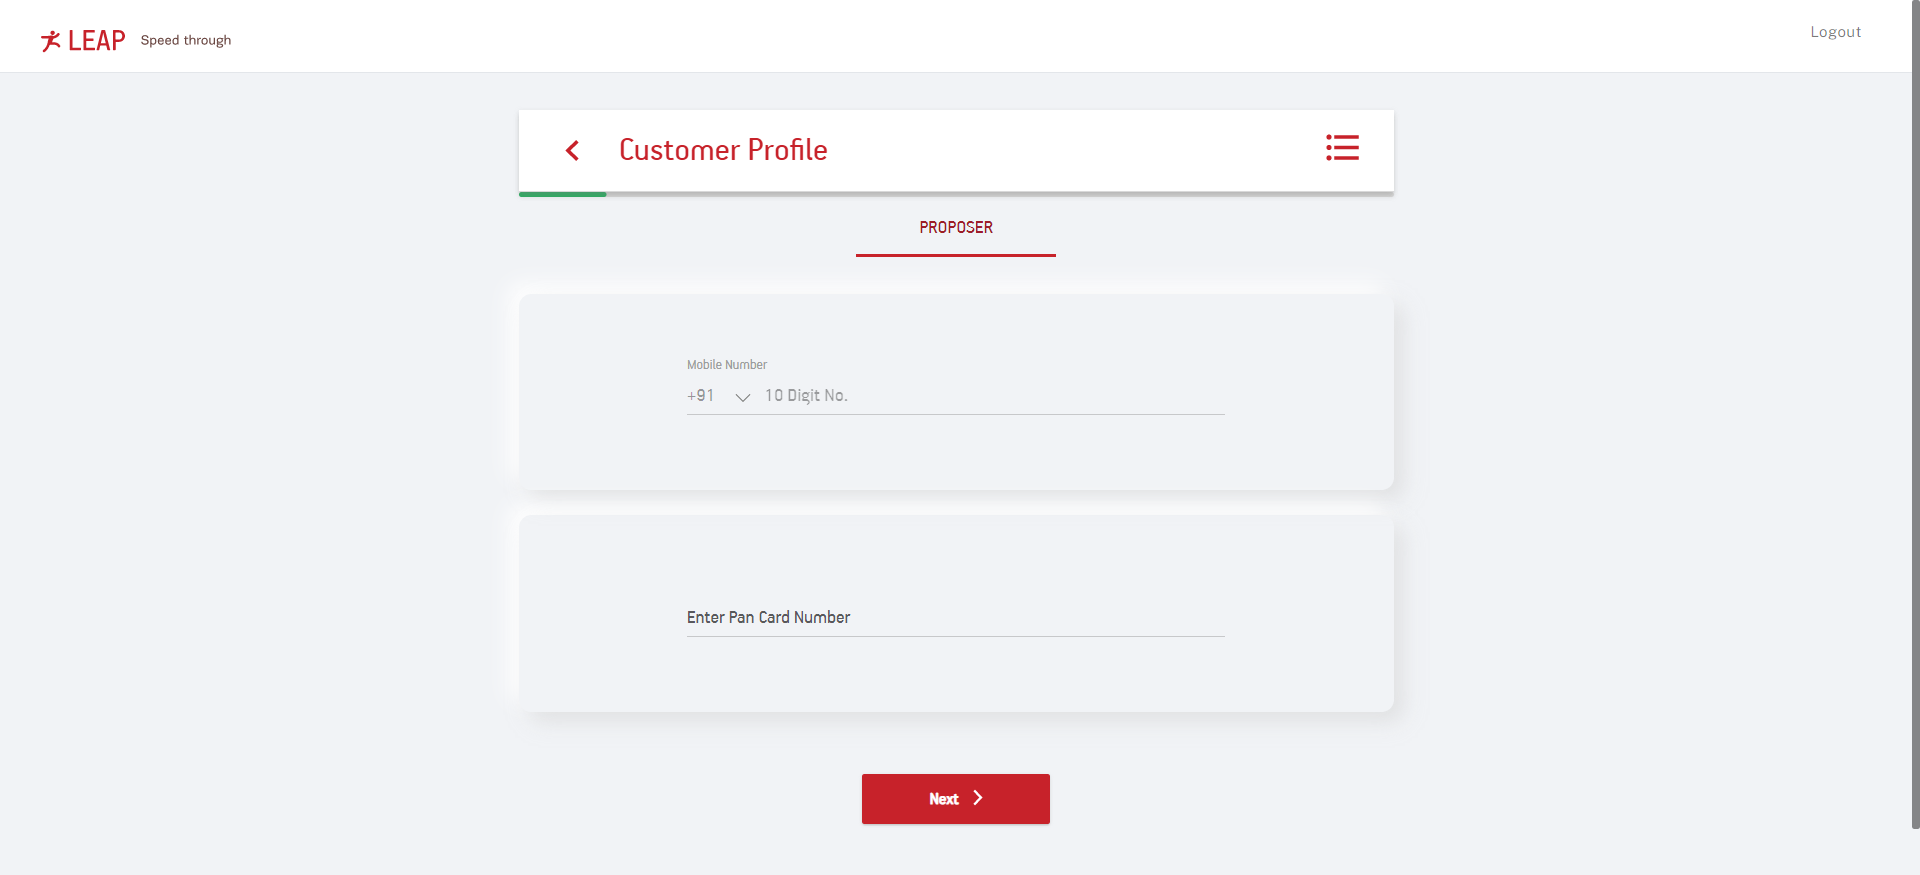 LEAP Speed through
Logout
Customer Profile
PROPOSER
Mobile Number
+91 10 Digit No.
Enter Pan Card Number
Next